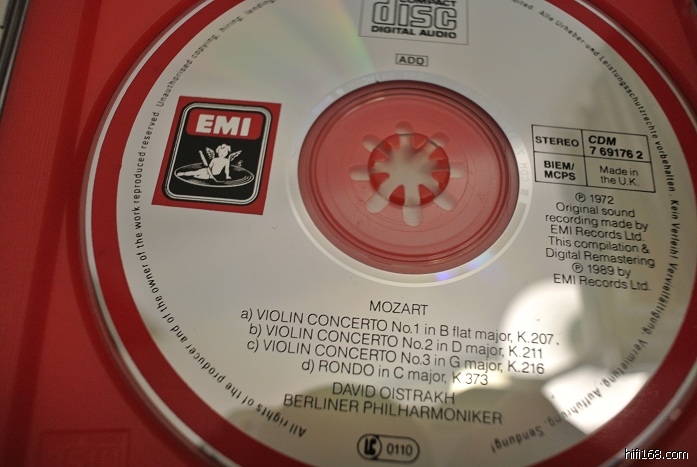 COMPACT
disc
DIGITAL AUDIO
ADD
EMI
STEREO
CDM
7 69176 2
BIEM/
MCPS
Made in
the U.K.
℗ 1972
Original sound
recording made by
EMI Records Ltd.
This compilation &
Digital Remastering
℗ 1989 by
EMI Records Ltd.
MOZART
a) VIOLIN CONCERTO No.1 in B flat major, K.207.
b) VIOLIN CONCERTO No.2 in D major, K.211
c) VIOLIN CONCERTO No.3 in G major, K.216
d) RONDO in C major, K 373
DAVID OISTRAKH
BERLINER PHILHARMONIKER
LC 0110
All rights of the producer and of the owner of the work reproduced reserved. Unauthorised copying, hiring, lending,
Alle Urheber-und Leistungsschutzrechte vorbehalten. Kein Verleih! Vervielfältigung, Vermietung, Aufführung, Sendung!
hifi168.com